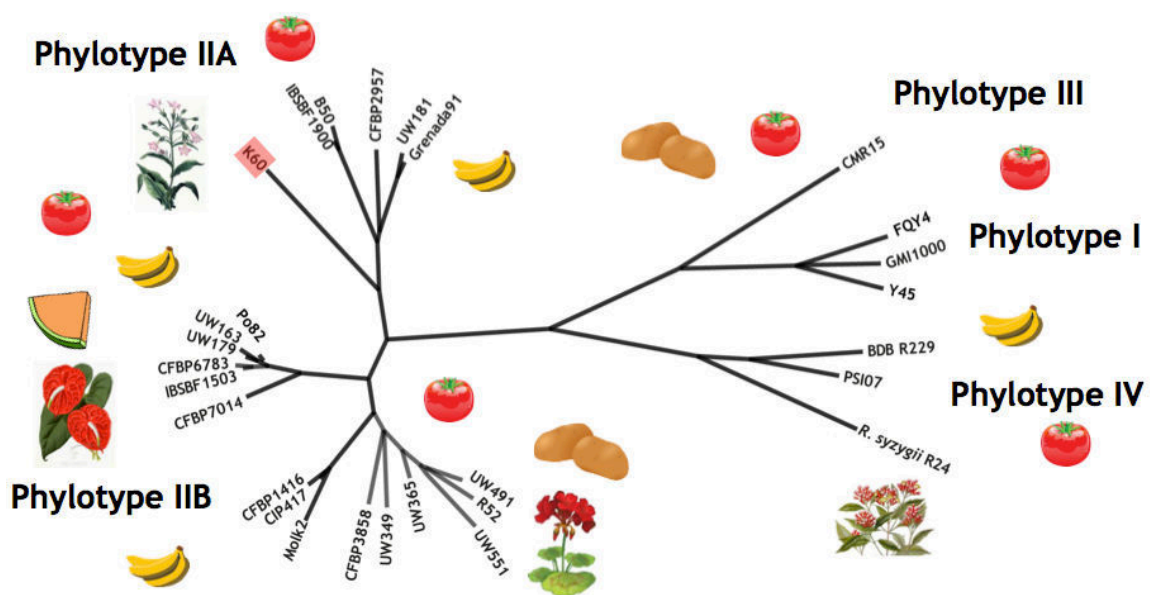 Phylotype IIA
K60
IBSBF1900
B50
CFBP2957
UW181
Grenada91
Phylotype III
CMR15
FQY4
GMI1000
Y45
Phylotype I
BDB R229
PSI07
R. syzygii R24
Phylotype IV
Po82
UW163
UW179
CFBP6783
IBSBF1503
CFBP7014
Phylotype IIB
CFBP1416
CIP417
Molk2
CFBP3858
UW349
UW365
UW491
R52
UW551